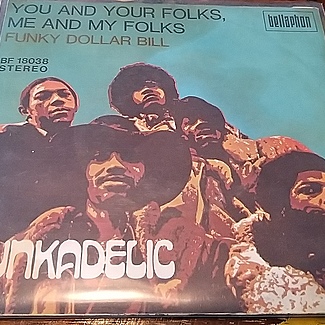 YOU AND YOUR FOLKS,
ME AND MY FOLKS
FUNKY DOLLAR BILL
bellaphon
BF 18038
STEREO
UNKADELIC